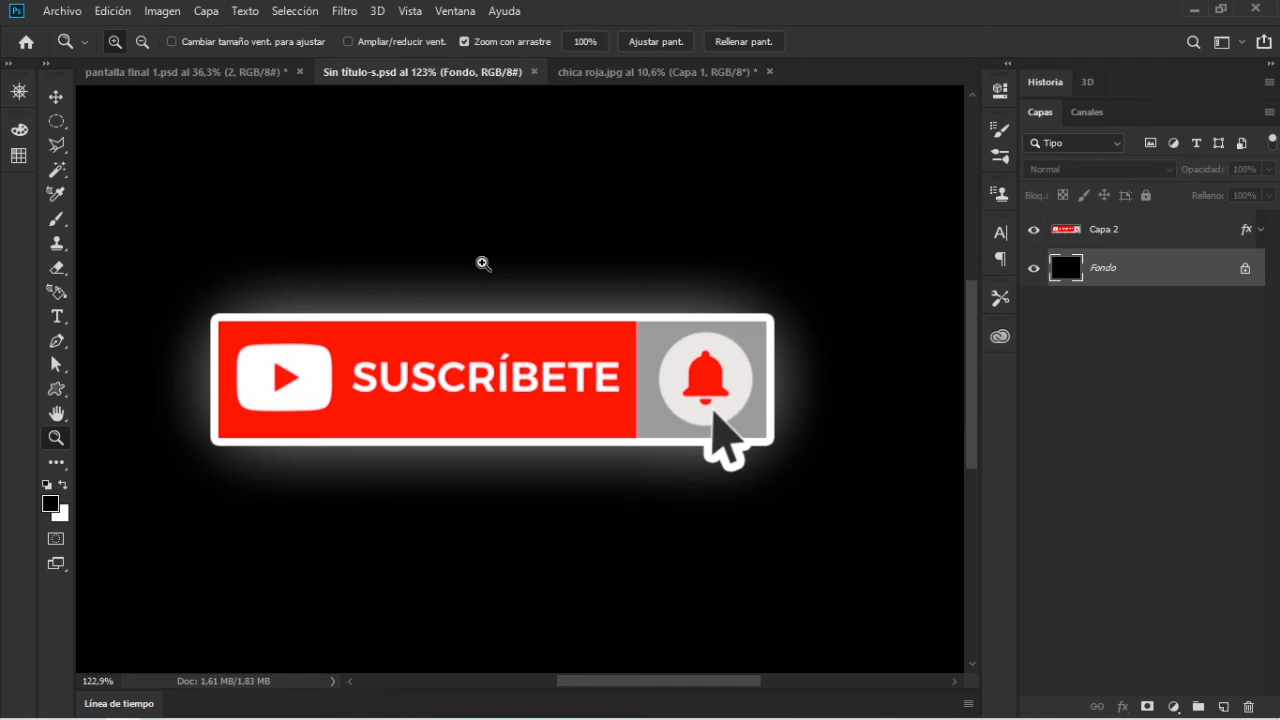 Ps Archivo Edición Imagen Capa Texto Selección Filtro 3D Vista Ventana Ayuda
Cambiar tamaño vent. para ajustar Ampliar/reducir vent. Zoom con arrastre 100% Ajustar pant. Rellenar pant.
pantalla final 1.psd al 36,3% (2, RGB/8#) * Sin título-s.psd al 123% (Fondo, RGB/8#) chica roja.jpg al 10,6% (Capa 1, RGB/8*) *
Historia 3D
Capas Canales
Tipo
Normal Opacidad: 100%
Bloq.: Relleno: 100%
Capa 2 fx
Fondo
SUSCRÍBETE
122,9% Doc: 1,61 MB/1,83 MB
Línea de tiempo
fx